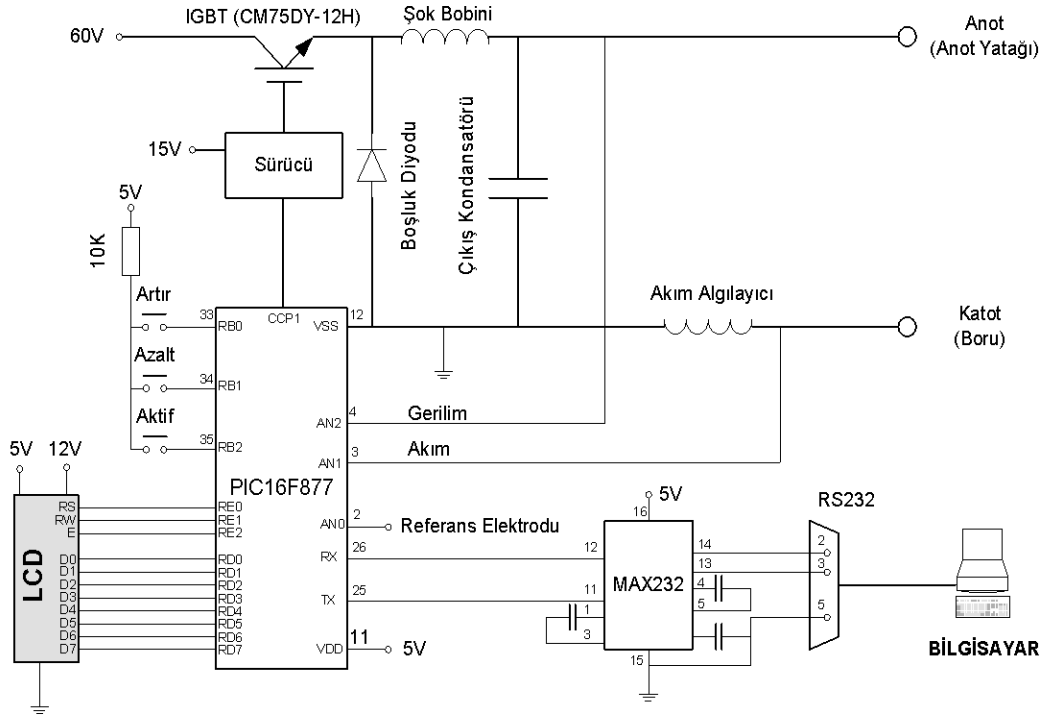 IGBT (CM75DY-12H)
Şok Bobini
Anot
(Anot Yatağı)
60V
15V
Sürücü
Boşluk Diyodu
Çıkış Kondansatörü
5V
10K
Artır
33
RB0
CCP1
VSS
12
Akım Algılayıcı
Katot
(Boru)
Azalt
34
RB1
Aktif
35
RB2
AN2
4
Gerilim
AN1
3
Akım
5V
12V
PIC16F877
LCD
RS
RW
E
D0
D1
D2
D3
D4
D5
D6
D7
RE0
RE1
RE2
RD0
RD1
RD2
RD3
RD4
RD5
RD6
RD7
AN0
2
Referans Elektrodu
RX
26
TX
25
VDD
11
5V
5V
16
MAX232
12
11
1
3
14
13
4
5
15
RS232
2
3
5
BİLGİSAYAR